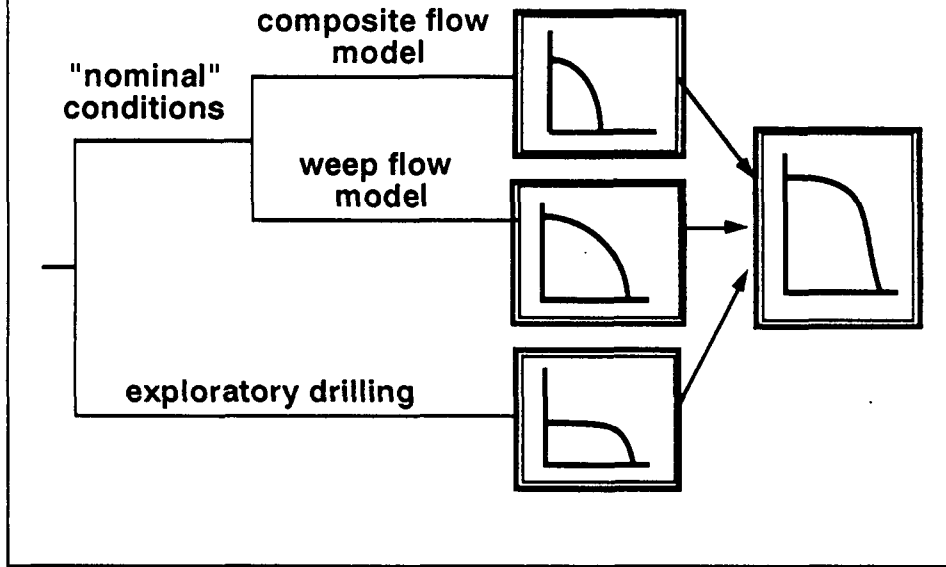 composite flow
model
"nominal"
conditions
weep flow
model
exploratory drilling